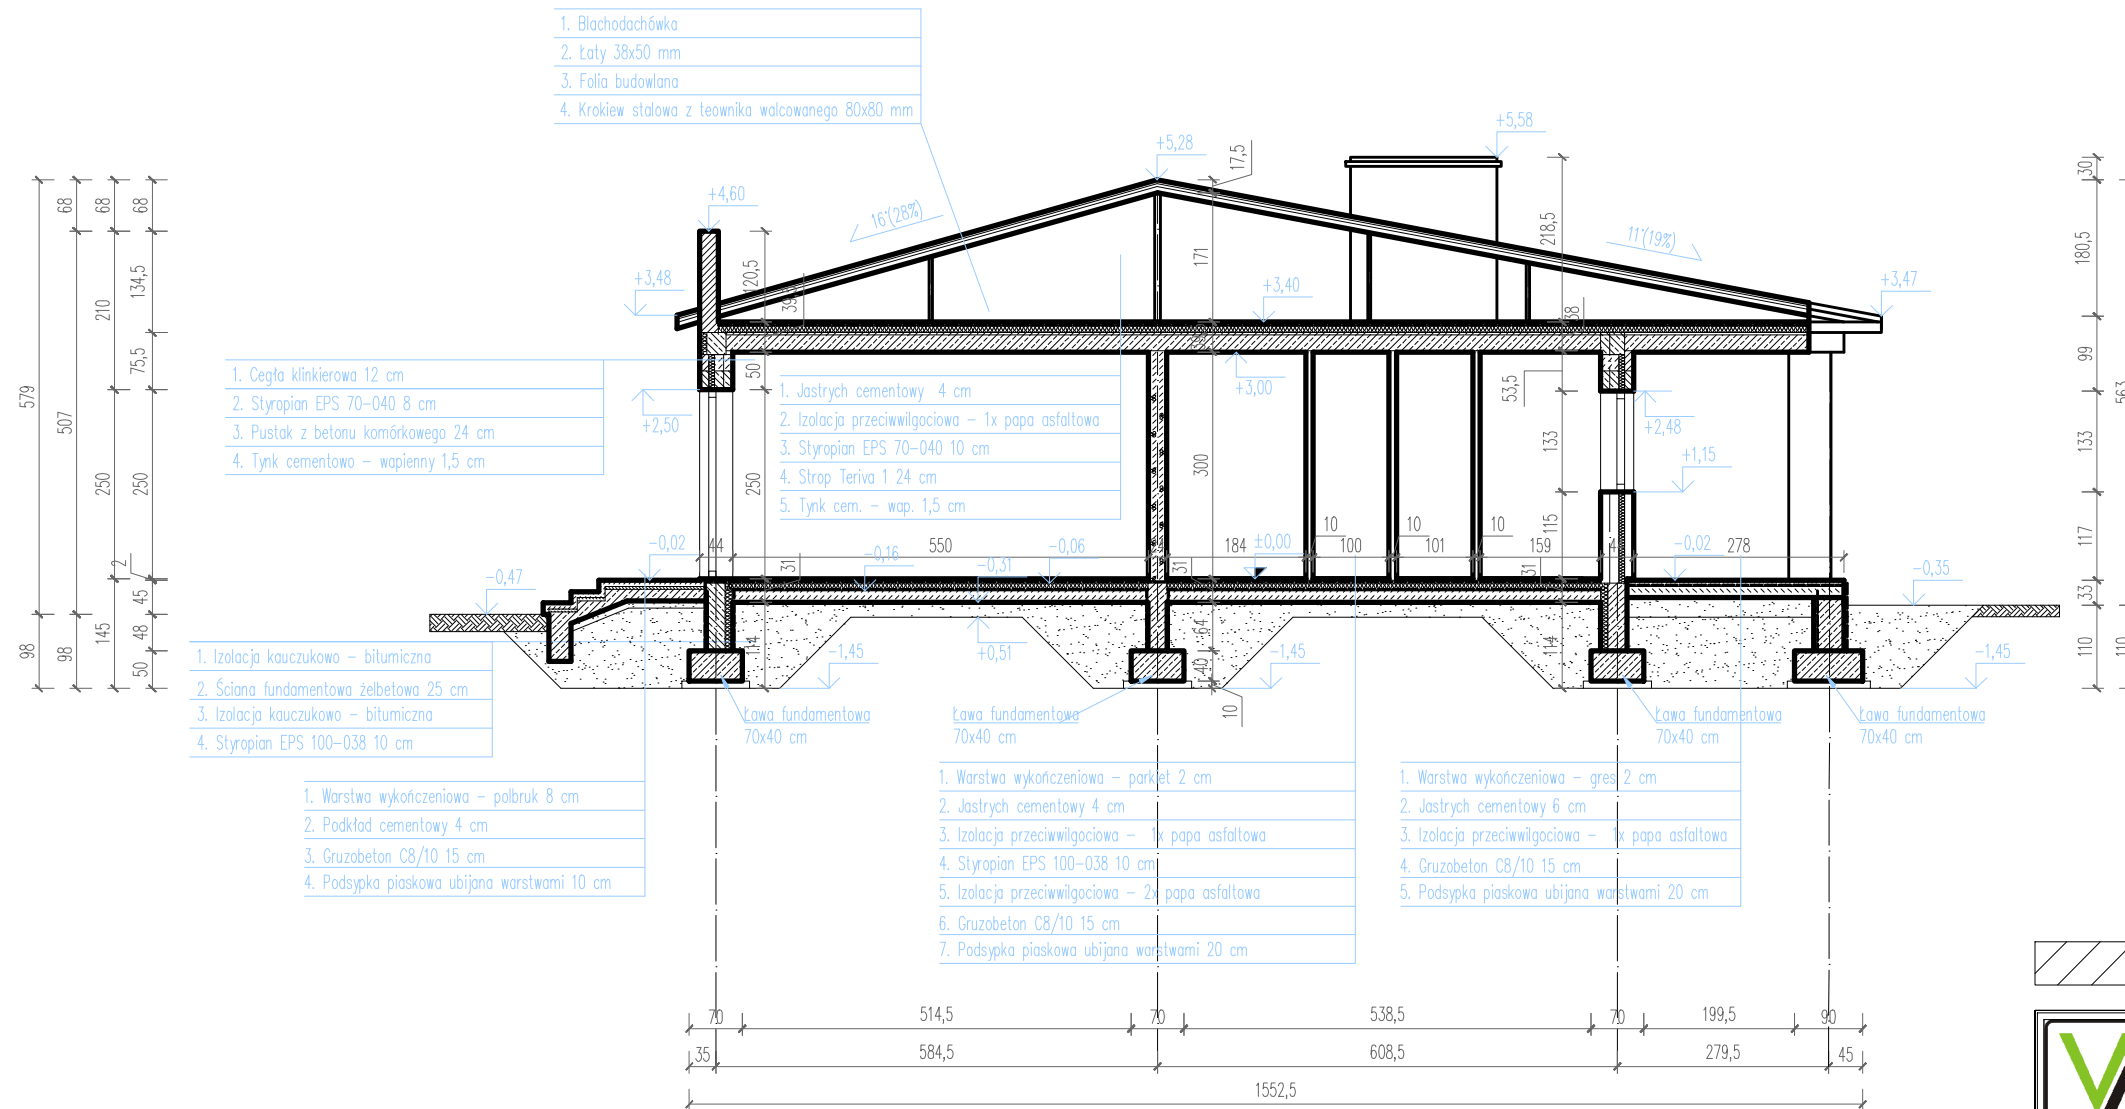 1. Blachodachówka
2. Łaty 38x50 mm
3. Folia budowlana
4. Krokiew stalowa z teownika walcowanego 80x80 mm
+5,58
+5,28
17,5
+4,60
16°(28%)
11°(19%)
218,5
171
120,5
+3,48
+3,40
+3,47
38
+3,00
50
53,5
+2,50
+2,48
+1,15
1. Cegła klinkierowa 12 cm
2. Styropian EPS 70-040 8 cm
3. Pustak z betonu komórkowego 24 cm
4. Tynk cementowo - wapienny 1,5 cm
1. Jastrych cementowy 4 cm
2. Izolacja przeciwwilgociowa - 1x papa asfaltowa
3. Styropian EPS 70-040 10 cm
4. Strop Teriva 1 24 cm
5. Tynk cem. - wap. 1,5 cm
68
68
68
579
507
210
134,5
75,5
250
250
2
45
48
50
145
98
98
30
180,5
99
133
117
33
110
563
110
250
300
133
115
10
10
10
44
550
184
100
101
159
278
31
31
31
-0,02
-0,16
-0,31
-0,06
±0,00
-0,02
-0,47
-0,35
114
64
40
10
114
+0,51
-1,45
-1,45
-1,45
1. Izolacja kauczukowo - bitumiczna
2. Ściana fundamentowa żelbetowa 25 cm
3. Izolacja kauczukowo - bitumiczna
4. Styropian EPS 100-038 10 cm
Ława fundamentowa
70x40 cm
Ława fundamentowa
70x40 cm
Ława fundamentowa
70x40 cm
Ława fundamentowa
70x40 cm
1. Warstwa wykończeniowa - polbruk 8 cm
2. Podkład cementowy 4 cm
3. Gruzobeton C8/10 15 cm
4. Podsypka piaskowa ubijana warstwami 10 cm
1. Warstwa wykończeniowa - parkiet 2 cm
2. Jastrych cementowy 4 cm
3. Izolacja przeciwwilgociowa - 1x papa asfaltowa
4. Styropian EPS 100-038 10 cm
5. Izolacja przeciwwilgociowa - 2x papa asfaltowa
6. Gruzobeton C8/10 15 cm
7. Podsypka piaskowa ubijana warstwami 20 cm
1. Warstwa wykończeniowa - gres 2 cm
2. Jastrych cementowy 6 cm
3. Izolacja przeciwwilgociowa - 1x papa asfaltowa
4. Gruzobeton C8/10 15 cm
5. Podsypka piaskowa ubijana warstwami 20 cm
70
514,5
70
538,5
70
199,5
90
35
584,5
608,5
279,5
45
1552,5